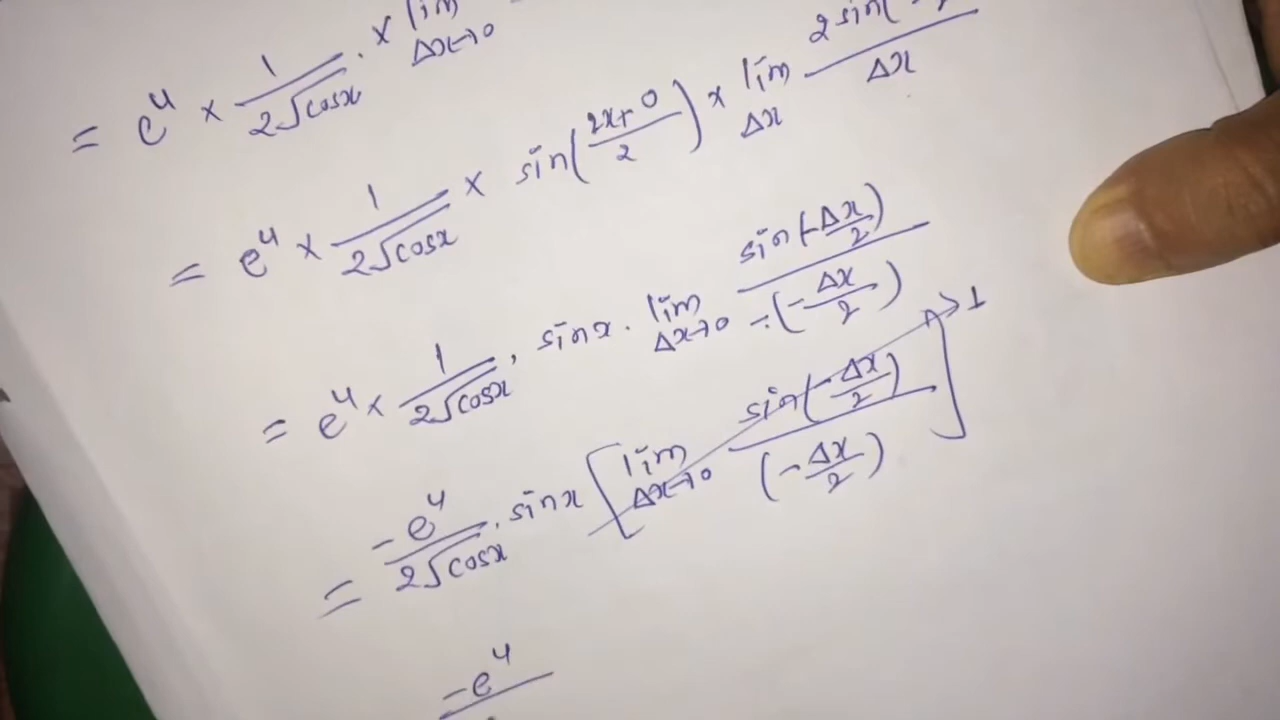 = e^4 × 1/(2√cosx) · × lim Δx→0
= e^4 × 1/(2√cosx) × sin((2x+0)/2) × lim Δx 2 sin( /Δx
= e^4 × 1/(2√cosx) · sinx · lim Δx→0 sin(-Δx/2)/-(-Δx/2)
= -e^4/(2√cosx) · sinx [lim Δx→0 sin(-Δx/2)/(-Δx/2)] → 1
-e^4